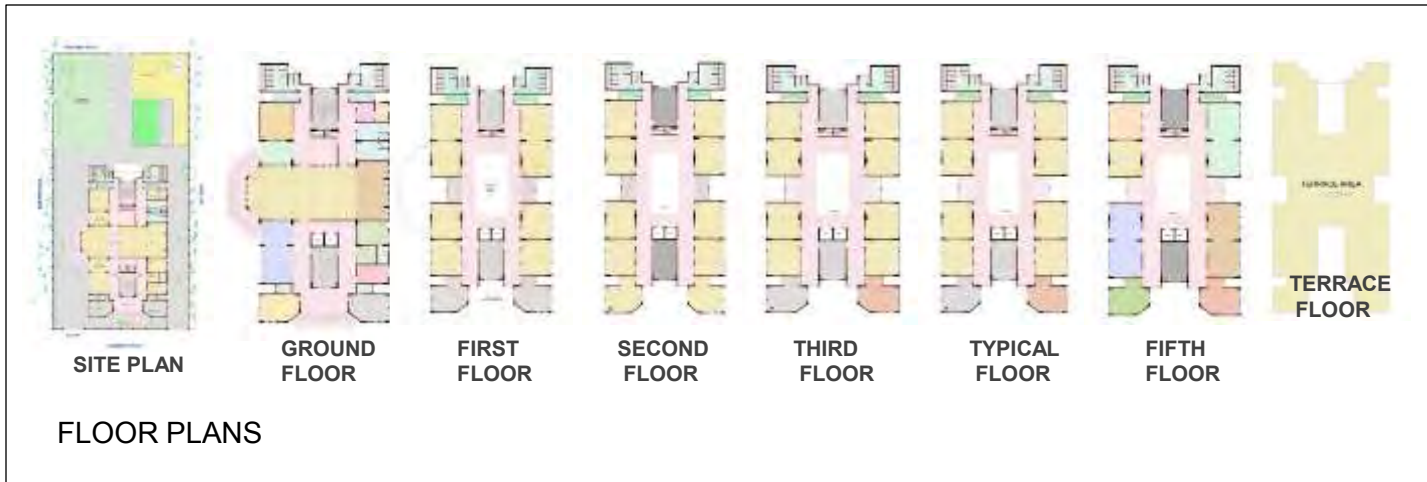 SITE PLAN
GROUND
FLOOR
FIRST
FLOOR
SECOND
FLOOR
THIRD
FLOOR
TYPICAL
FLOOR
FIFTH
FLOOR
TERRACE
FLOOR
FLOOR PLANS